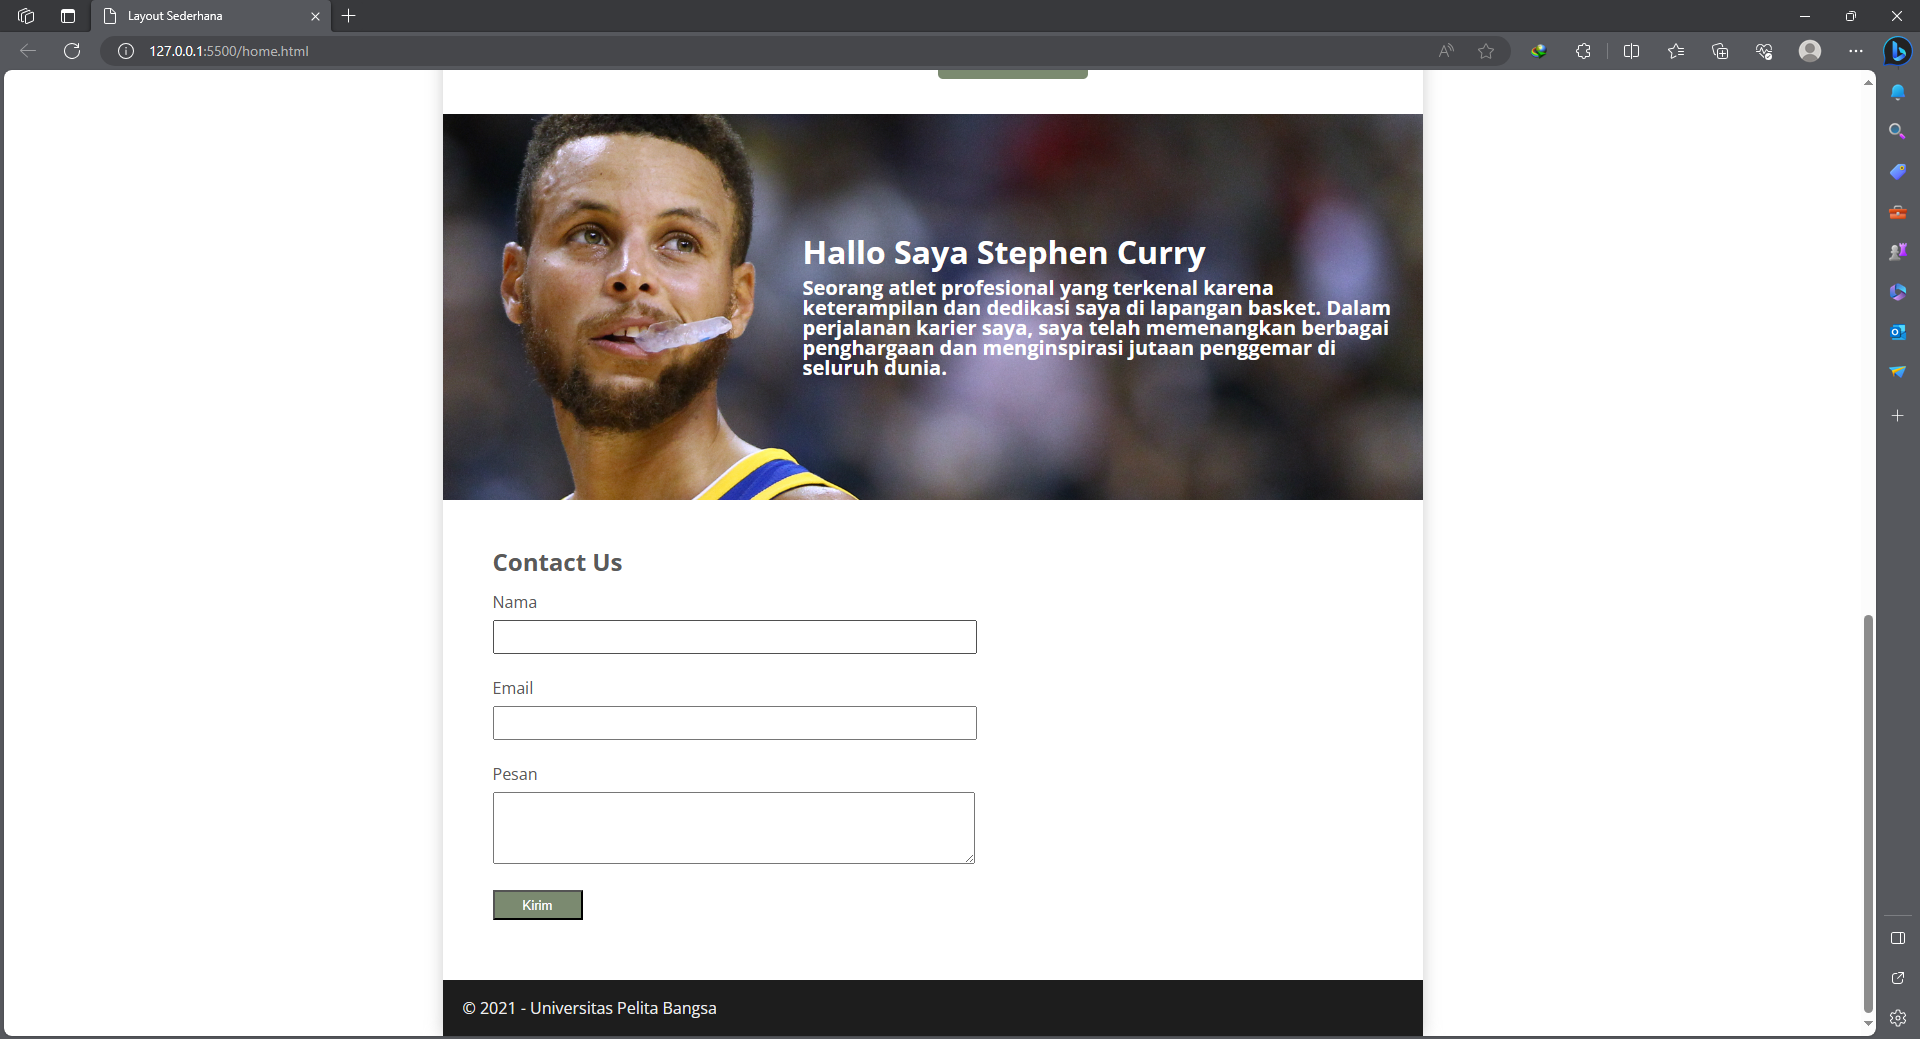 Layout Sederhana
127.0.0.1:5500/home.html
Hallo Saya Stephen Curry
Seorang atlet profesional yang terkenal karena
keterampilan dan dedikasi saya di lapangan basket. Dalam
perjalanan karier saya, saya telah memenangkan berbagai
penghargaan dan menginspirasi jutaan penggemar di
seluruh dunia.
Contact Us
Nama
Email
Pesan
Kirim
© 2021 - Universitas Pelita Bangsa